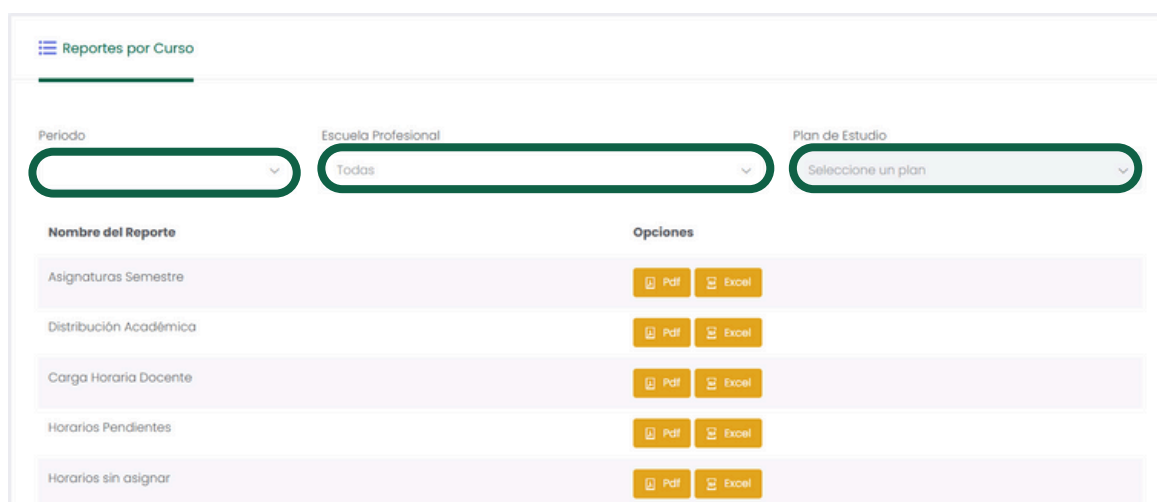 Reportes por Curso
Periodo Escuela Profesional Plan de Estudio
Todas Seleccione un plan
Nombre del Reporte Opciones
Asignaturas Semestre Pdf Excel
Distribución Académica Pdf Excel
Carga Horaria Docente Pdf Excel
Horarios Pendientes Pdf Excel
Horarios sin asignar Pdf Excel